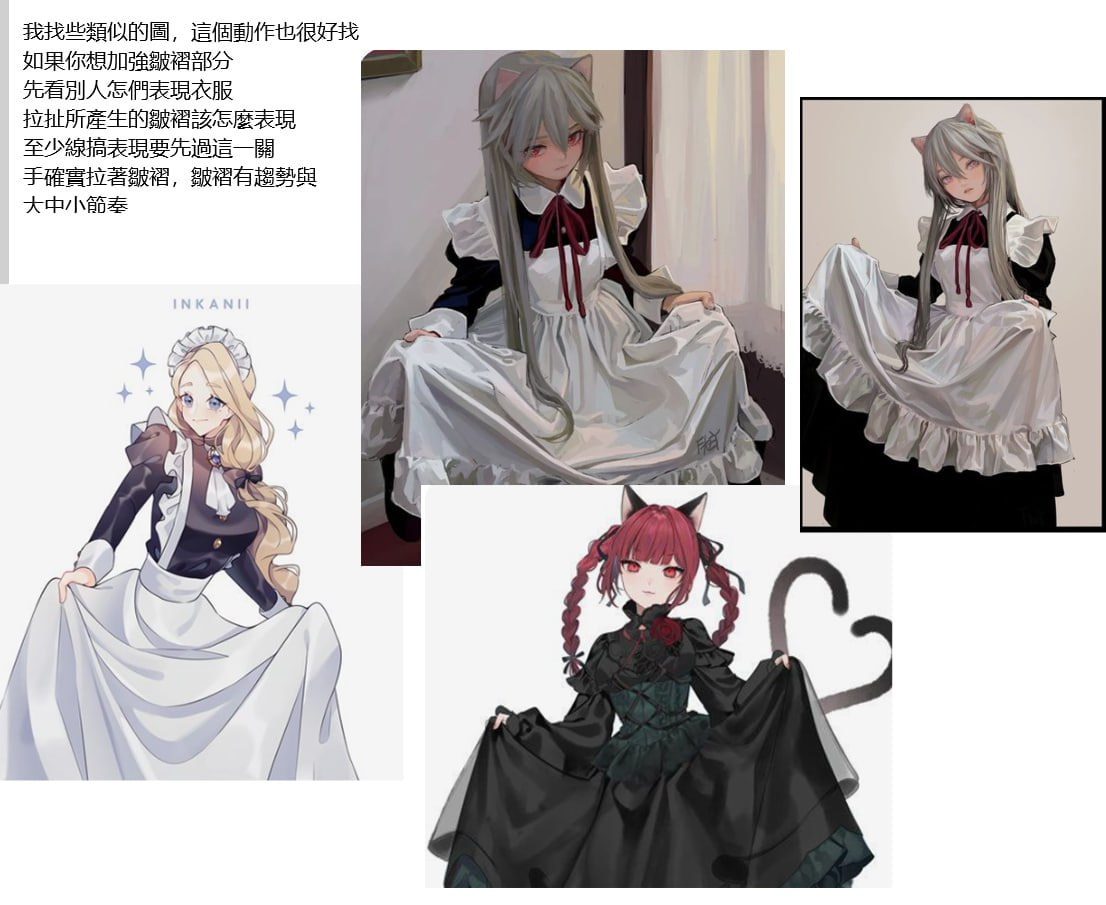 我找些類似的圖，這個動作也很好找
如果你想加強皺褶部分
先看別人怎們表現衣服
拉扯所產生的皺褶該怎麼表現
至少線搞表現要先過這一關
手確實拉著皺褶，皺褶有趨勢與
大中小節奏
INKANII